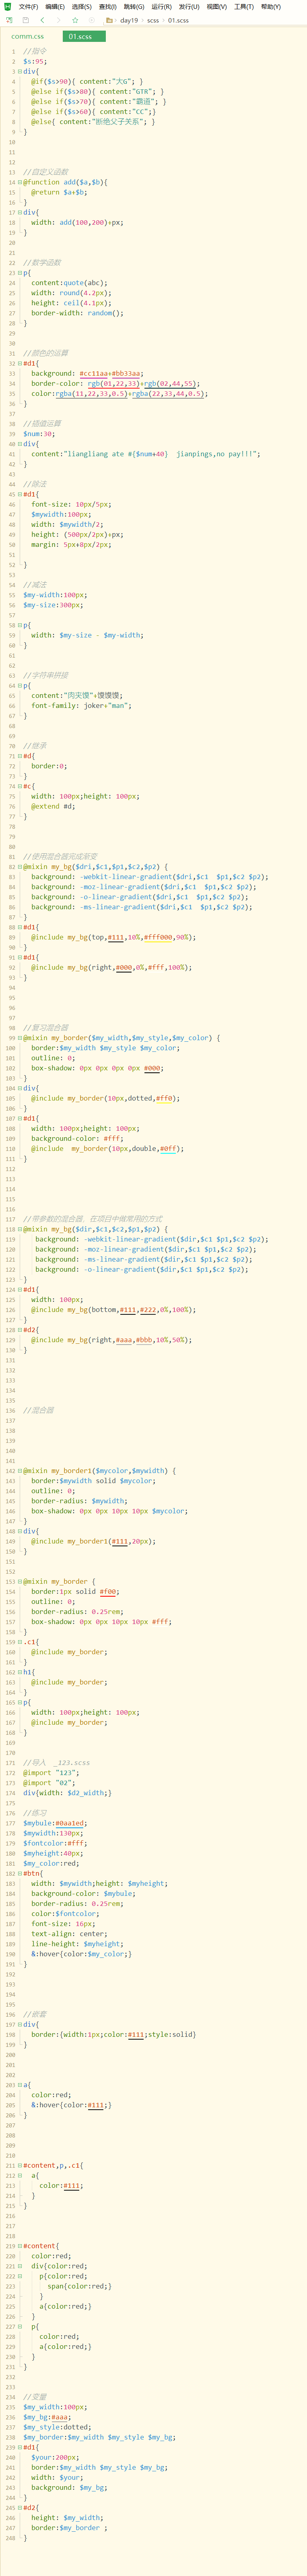 文件(F) 编辑(E) 选择(S) 查找(I) 跳转(G) 运行(R) 发行(U) 视图(V) 工具(T) 帮助(Y)
day19 › scss › 01.scss
comm.css 01.scss
1 //指令
2 $s:95;
3 div{
4 @if($s>90){ content:"大G"; }
5 @else if($s>80){ content:"GTR"; }
6 @else if($s>70){ content:"霸道"; }
7 @else if($s>60){ content:"CC";}
8 @else{ content:"断绝父子关系"; }
9 }
10
11
12
13 //自定义函数
14 @function add($a,$b){
15 @return $a+$b;
16 }
17 div{
18 width: add(100,200)+px;
19 }
20
21
22 //数学函数
23 p{
24 content:quote(abc);
25 width: round(4.2px);
26 height: ceil(4.1px);
27 border-width: random();
28 }
29
30
31 //颜色的运算
32 #d1{
33 background: #cc11aa+#bb33aa;
34 border-color: rgb(01,22,33)+rgb(02,44,55);
35 color:rgba(11,22,33,0.5)+rgba(22,33,44,0.5);
36 }
37
38 //插值运算
39 $num:30;
40 div{
41 content:"liangliang ate #{$num+40} jianpings,no pay!!!";
42 }
43
44 //除法
45 #d1{
46 font-size: 10px/5px;
47 $mywidth:100px;
48 width: $mywidth/2;
49 height: (500px/2px)+px;
50 margin: 5px+8px/2px;
51
52 }
53
54 //减法
55 $my-width:100px;
56 $my-size:300px;
57
58 p{
59 width: $my-size - $my-width;
60 }
61
62
63 //字符串拼接
64 p{
65 content:"肉夹馍"+馍馍馍;
66 font-family: joker+"man";
67 }
68
69
70 //继承
71 #d{
72 border:0;
73 }
74 #c{
75 width: 100px;height: 100px;
76 @extend #d;
77 }
78
79
80
81 //使用混合器完成渐变
82 @mixin my_bg($dri,$c1,$p1,$c2,$p2) {
83 background: -webkit-linear-gradient($dri,$c1 $p1,$c2 $p2);
84 background: -moz-linear-gradient($dri,$c1 $p1,$c2 $p2);
85 background: -o-linear-gradient($dri,$c1 $p1,$c2 $p2);
86 background: -ms-linear-gradient($dri,$c1 $p1,$c2 $p2);
87 }
88 #d1{
89 @include my_bg(top,#111,10%,#fff000,90%);
90 }
91 #d1{
92 @include my_bg(right,#000,0%,#fff,100%);
93 }
94
95
96
97
98 //复习混合器
99 @mixin my_border($my_width,$my_style,$my_color) {
100 border:$my_width $my_style $my_color;
101 outline: 0;
102 box-shadow: 0px 0px 0px 0px #000;
103 }
104 div{
105 @include my_border(10px,dotted,#ff0);
106 }
107 #d1{
108 width: 100px;height: 100px;
109 background-color: #fff;
110 @include my_border(10px,double,#0ff);
111 }
112
113
114
115
116
117 //带参数的混合器，在项目中做常用的方式
118 @mixin my_bg($dir,$c1,$c2,$p1,$p2) {
119 background: -webkit-linear-gradient($dir,$c1 $p1,$c2 $p2);
120 background: -moz-linear-gradient($dir,$c1 $p1,$c2 $p2);
121 background: -ms-linear-gradient($dir,$c1 $p1,$c2 $p2);
122 background: -o-linear-gradient($dir,$c1 $p1,$c2 $p2);
123 }
124 #d1{
125 width: 100px;
126 @include my_bg(bottom,#111,#222,0%,100%);
127 }
128 #d2{
129 @include my_bg(right,#aaa,#bbb,10%,50%);
130 }
131
132
133
134
135
136 //混合器
137
138
139
140
141
142 @mixin my_border1($mycolor,$mywidth) {
143 border:$mywidth solid $mycolor;
144 outline: 0;
145 border-radius: $mywidth;
146 box-shadow: 0px 0px 10px 10px $mycolor;
147 }
148 div{
149 @include my_border1(#111,20px);
150 }
151
152
153 @mixin my_border {
154 border:1px solid #f00;
155 outline: 0;
156 border-radius: 0.25rem;
157 box-shadow: 0px 0px 10px 10px #fff;
158 }
159 .c1{
160 @include my_border;
161 }
162 h1{
163 @include my_border;
164 }
165 p{
166 width: 100px;height: 100px;
167 @include my_border;
168 }
169
170
171 //导入 _123.scss
172 @import "123";
173 @import "02";
174 div{width: $d2_width;}
175
176 //练习
177 $mybule:#0aa1ed;
178 $mywidth:130px;
179 $fontcolor:#fff;
180 $myheight:40px;
181 $my_color:red;
182 #btn{
183 width: $mywidth;height: $myheight;
184 background-color: $mybule;
185 border-radius: 0.25rem;
186 color:$fontcolor;
187 font-size: 16px;
188 text-align: center;
189 line-height: $myheight;
190 &:hover{color:$my_color;}
191 }
192
193
194
195
196 //嵌套
197 div{
198 border:{width:1px;color:#111;style:solid}
199 }
200
201
202
203 a{
204 color:red;
205 &:hover{color:#111;}
206 }
207
208
209
210
211 #content,p,.c1{
212 a{
213 color:#111;
214 }
215 }
216
217
218
219 #content{
220 color:red;
221 div{color:red;
222 p{color:red;
223 span{color:red;}
224 }
225 a{color:red;}
226 }
227 p{
228 color:red;
229 a{color:red;}
230 }
231 }
232
233
234 //变量
235 $my_width:100px;
236 $my_bg:#aaa;
237 $my_style:dotted;
238 $my_border:$my_width $my_style $my_bg;
239 #d1{
240 $your:200px;
241 border:$my_width $my_style $my_bg;
242 width: $your;
243 background: $my_bg;
244 }
245 #d2{
246 height: $my_width;
247 border:$my_border ;
248 }